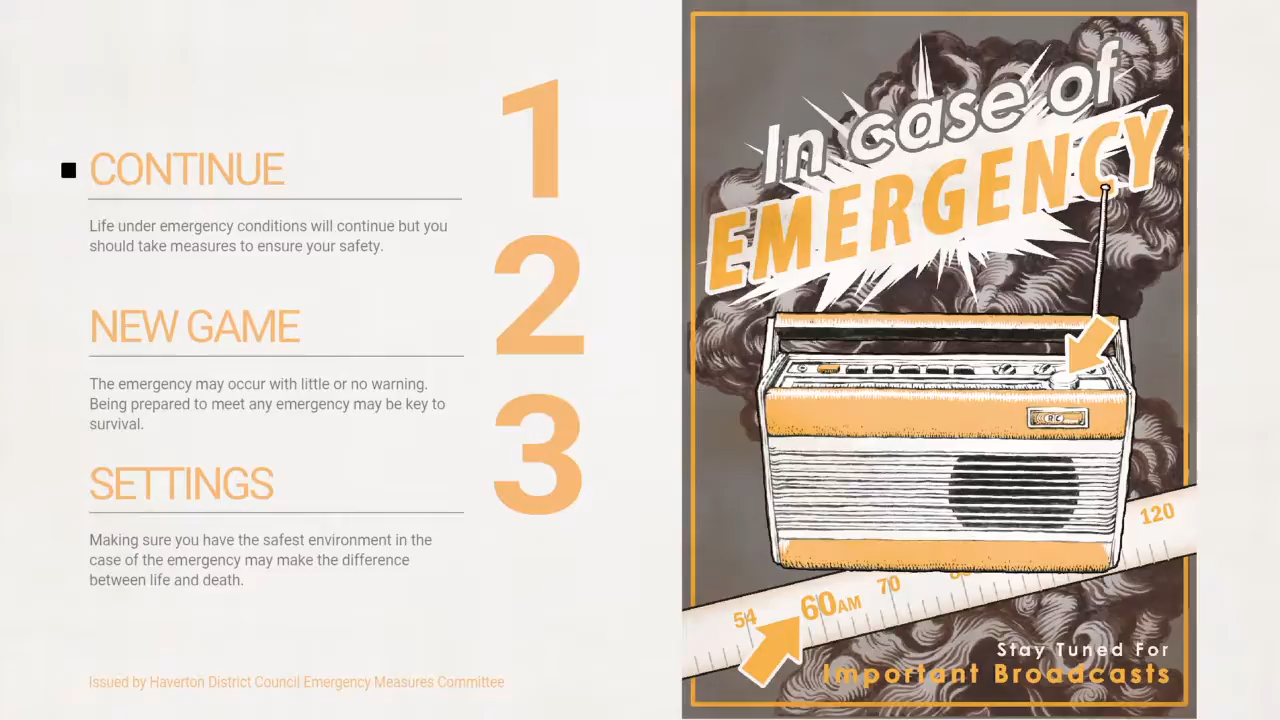 CONTINUE
1
Life under emergency conditions will continue but you
should take measures to ensure your safety.
NEW GAME
2
The emergency may occur with little or no warning.
Being prepared to meet any emergency may be key to
survival.
SETTINGS
3
Making sure you have the safest environment in the
case of the emergency may make the difference
between life and death.
Issued by Haverton District Council Emergency Measures Committee
In case of
EMERGENCY
54 60AM 70 120
Stay Tuned For
Important Broadcasts